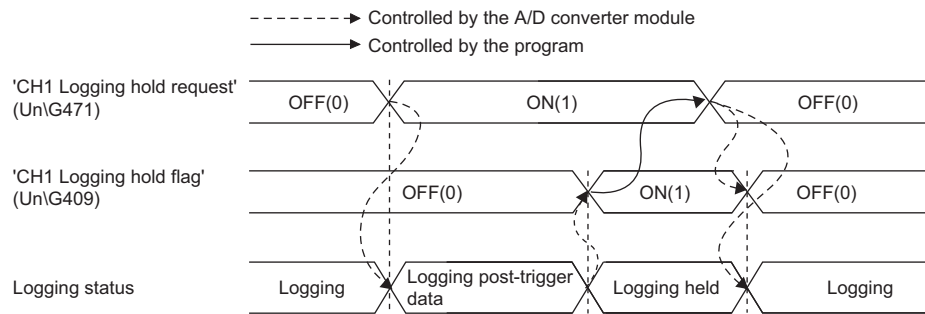 Controlled by the A/D converter module
Controlled by the program
'CH1 Logging hold request'
(Un\G471)
OFF(0)
ON(1)
OFF(0)
'CH1 Logging hold flag'
(Un\G409)
OFF(0)
ON(1)
OFF(0)
Logging status
Logging
Logging post-trigger
data
Logging held
Logging